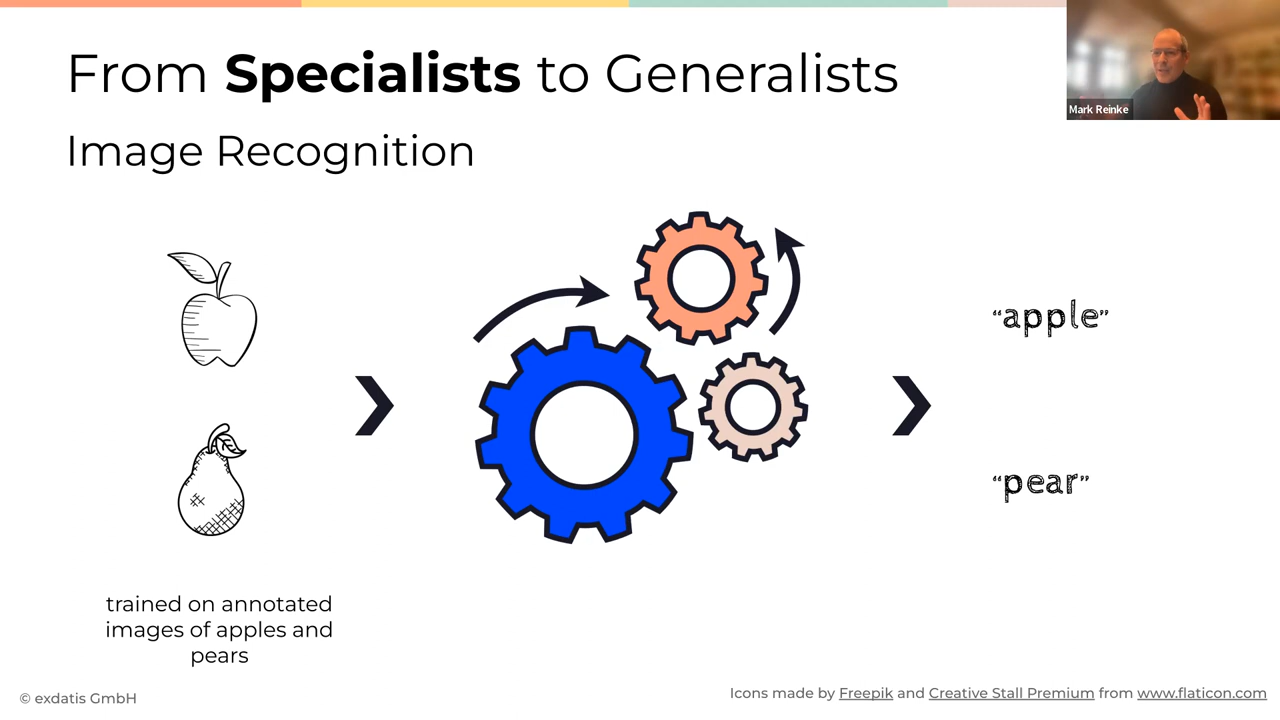 From Specialists to Generalists
Mark Reinke
Image Recognition
“apple”
“pear”
trained on annotated
images of apples and
pears
© exdatis GmbH
Icons made by Freepik and Creative Stall Premium from www.flaticon.com